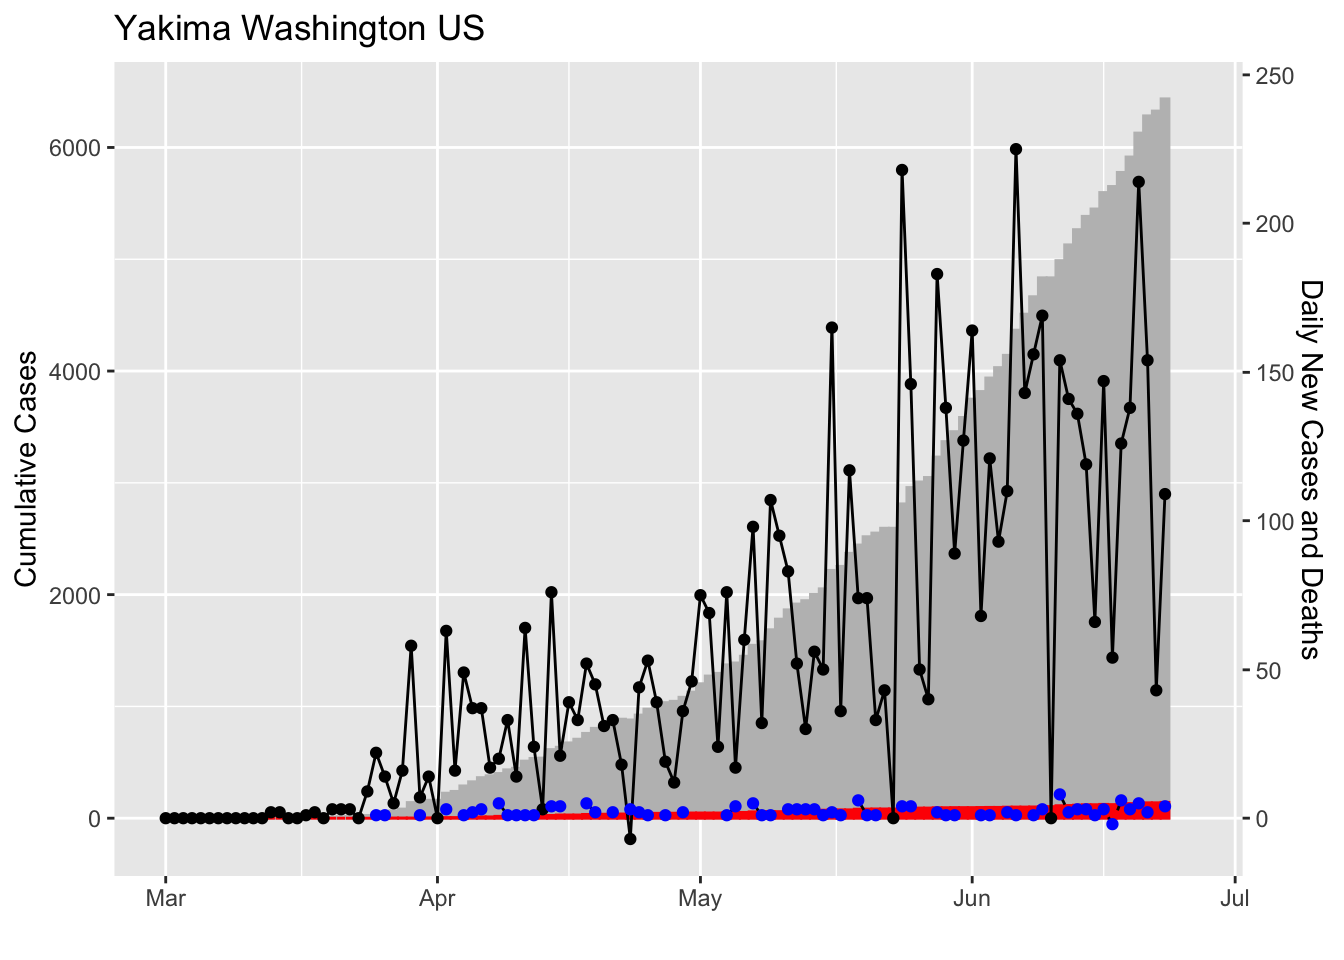 Yakima Washington US
250
6000
200
150
4000
100
2000
50
0
0
Cumulative Cases
Daily New Cases and Deaths
Mar
Apr
May
Jun
Jul